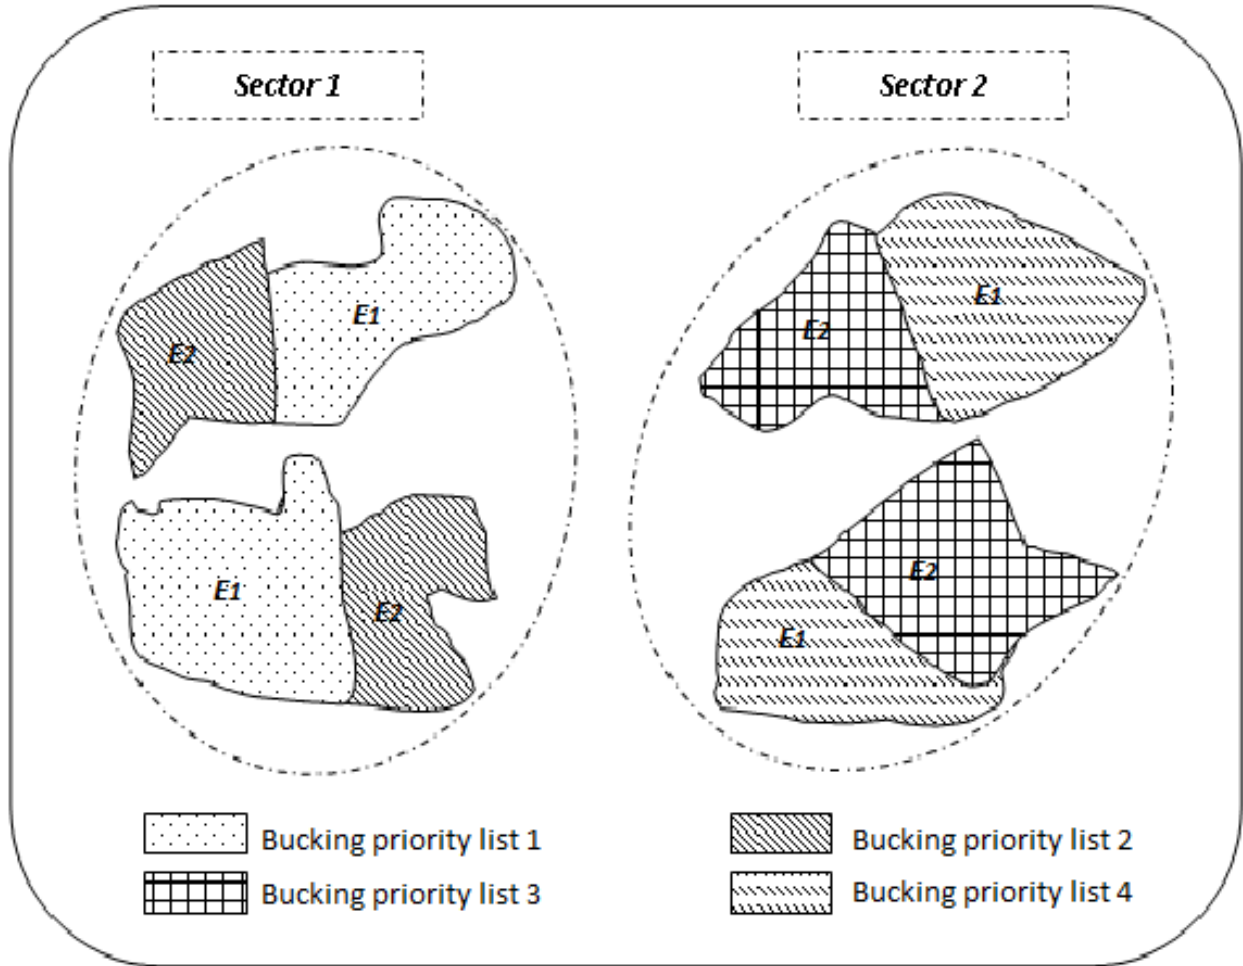 Sector 1
Sector 2
E1
E2
E1
E2
E1
E2
E2
E1
Bucking priority list 1
Bucking priority list 2
Bucking priority list 3
Bucking priority list 4